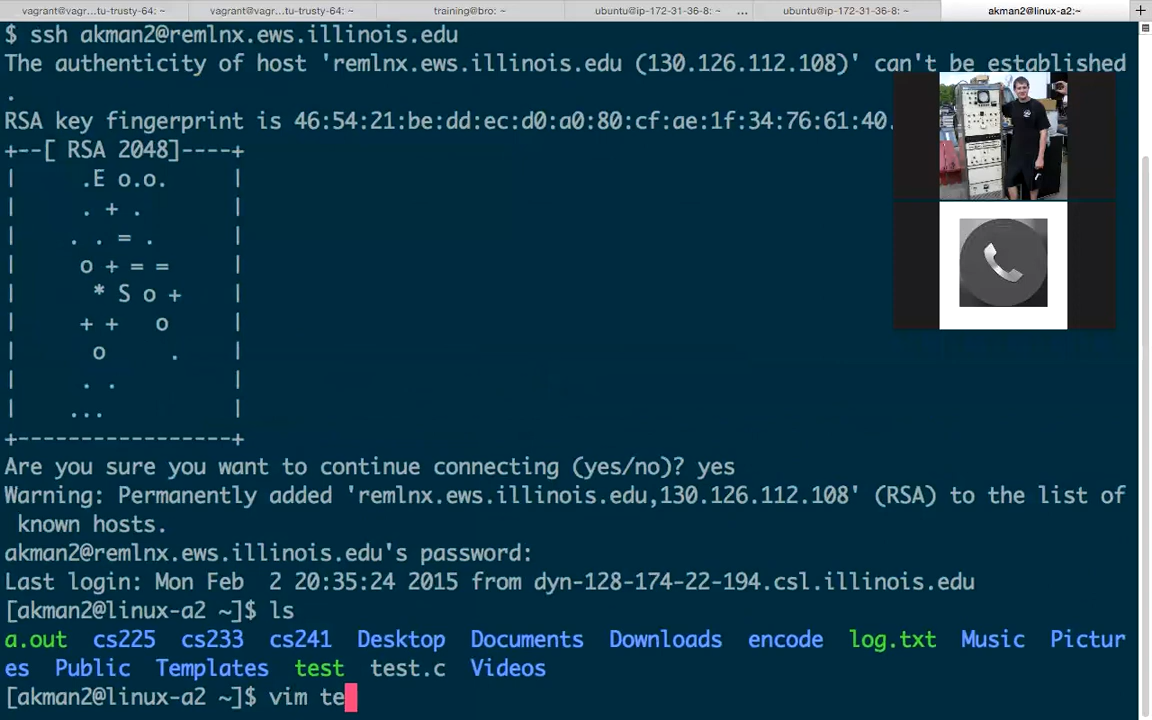 vagrant@vagr... tu-trusty-64: ~ vagrant@vagr... tu-trusty-64: ~ training@bro: ~ ubuntu@ip-172-31-36-8: ~ ... ubuntu@ip-172-31-36-8: ~ akman2@linux-a2:~ +
$ ssh akman2@remlnx.ews.illinois.edu
The authenticity of host 'remlnx.ews.illinois.edu (130.126.112.108)' can't be established
.
RSA key fingerprint is 46:54:21:be:dd:ec:d0:a0:80:cf:ae:1f:34:76:61:40.
+--[ RSA 2048]----+
|     .E o.o.     |
|     . + .       |
|    . . = .      |
|     o + = =     |
|      * S o +    |
|     + +   o     |
|      o     .    |
|     . .         |
|    ...          |
+-----------------+
Are you sure you want to continue connecting (yes/no)? yes
Warning: Permanently added 'remlnx.ews.illinois.edu,130.126.112.108' (RSA) to the list of
 known hosts.
akman2@remlnx.ews.illinois.edu's password:
Last login: Mon Feb  2 20:35:24 2015 from dyn-128-174-22-194.csl.illinois.edu
[akman2@linux-a2 ~]$ ls
a.out  cs225  cs233  cs241  Desktop  Documents  Downloads  encode  log.txt  Music  Pictur
es  Public  Templates  test  test.c  Videos
[akman2@linux-a2 ~]$ vim te